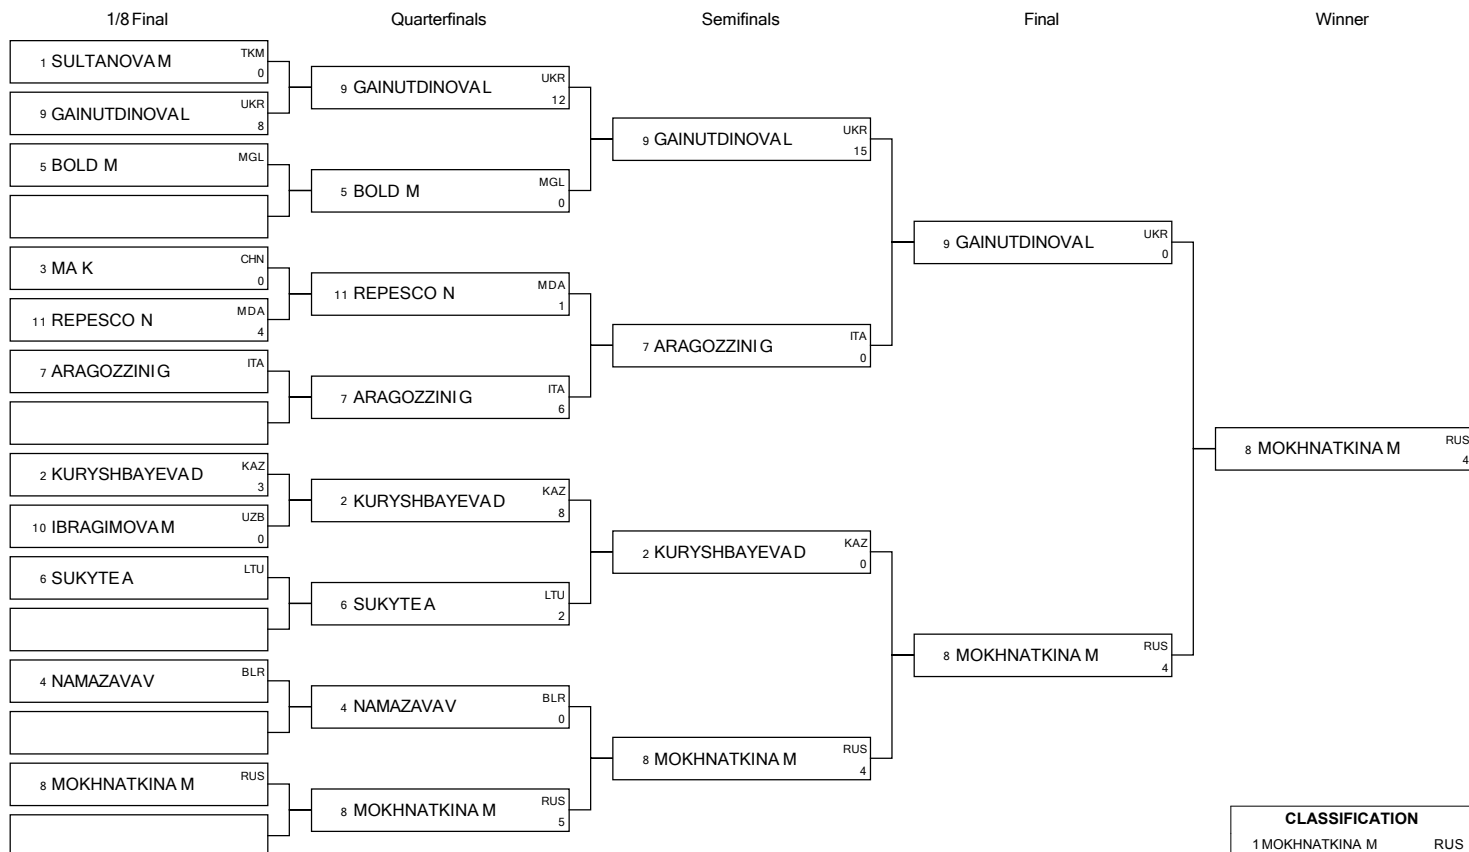 1/8 Final
Quarterfinals
Semifinals
Final
Winner
1 SULTANOVA M TKM 0
9 GAINUTDINOVA L UKR 8
5 BOLD M MGL
3 MA K CHN 0
11 REPESCO N MDA 4
7 ARAGOZZINI G ITA
2 KURYSHBAYEVA D KAZ 3
10 IBRAGIMOVA M UZB 0
6 SUKYTE A LTU
4 NAMAZAVA V BLR
8 MOKHNATKINA M RUS
9 GAINUTDINOVA L UKR 12
5 BOLD M MGL 0
11 REPESCO N MDA 1
7 ARAGOZZINI G ITA 6
2 KURYSHBAYEVA D KAZ 8
6 SUKYTE A LTU 2
4 NAMAZAVA V BLR 0
8 MOKHNATKINA M RUS 5
9 GAINUTDINOVA L UKR 15
7 ARAGOZZINI G ITA 0
2 KURYSHBAYEVA D KAZ 0
8 MOKHNATKINA M RUS 4
9 GAINUTDINOVA L UKR 0
8 MOKHNATKINA M RUS 4
8 MOKHNATKINA M RUS 4
CLASSIFICATION
1 MOKHNATKINA M RUS